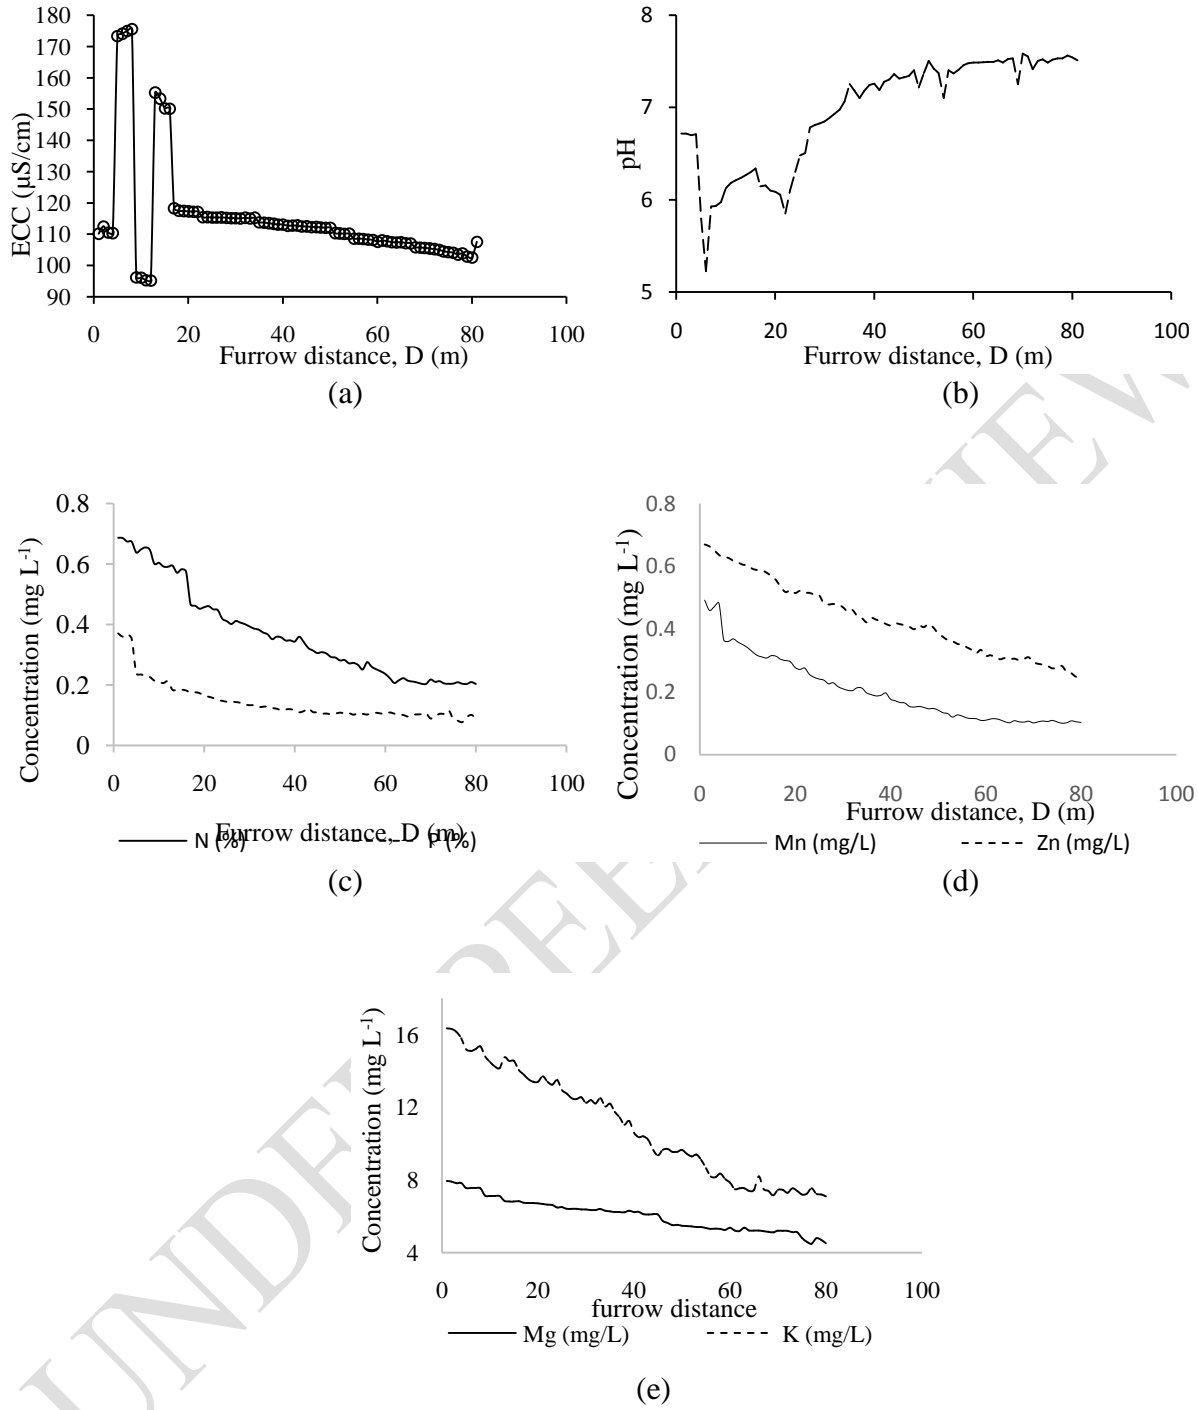 180
170
160
150
140
130
120
110
100
90
ECC (µS/cm)
0 20 40 60 80 100
Furrow distance, D (m)
(a)
8
7
6
5
pH
0 20 40 60 80 100
Furrow distance, D (m)
(b)
0.8
0.6
0.4
0.2
0
Concentration (mg L-1)
0 20 40 60 80 100
Furrow distance, D (m)
N (%) P (%)
(c)
0.8
0.6
0.4
0.2
0
Concentration (mg L-1)
0 20 40 60 80 100
Furrow distance, D (m)
Mn (mg/L) Zn (mg/L)
(d)
16
12
8
4
Concentration (mg L-1)
0 20 40 60 80 100
furrow distance
Mg (mg/L) K (mg/L)
(e)
UNDER PEER REVIEW